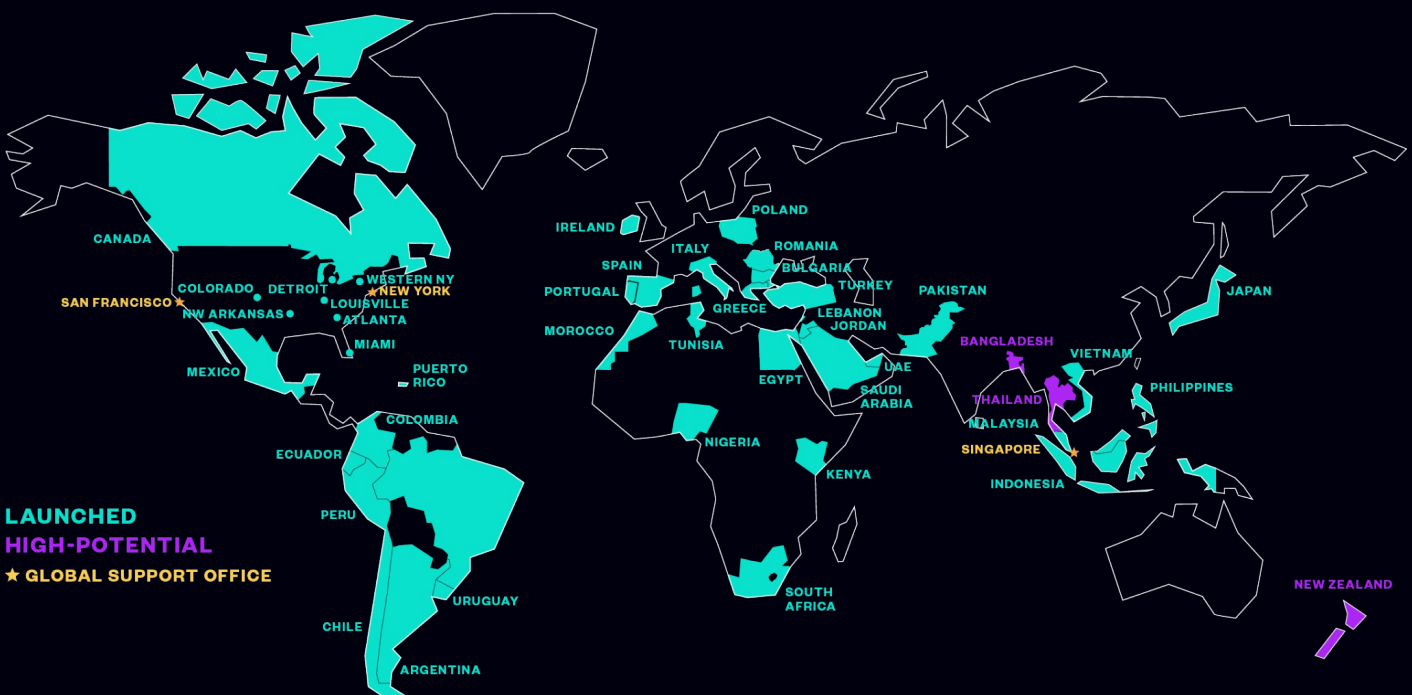 CANADA
COLORADO
DETROIT
WESTERN NY
SAN FRANCISCO
NEW YORK
LOUISVILLE
NW ARKANSAS
ATLANTA
MIAMI
MEXICO
PUERTO
RICO
COLOMBIA
ECUADOR
PERU
URUGUAY
CHILE
ARGENTINA
POLAND
IRELAND
ITALY
ROMANIA
SPAIN
BULGARIA
PORTUGAL
TURKEY
GREECE
LEBANON
JORDAN
MOROCCO
TUNISIA
EGYPT
UAE
SAUDI
ARABIA
NIGERIA
KENYA
SOUTH
AFRICA
PAKISTAN
JAPAN
BANGLADESH
VIETNAM
PHILIPPINES
THAILAND
MALAYSIA
SINGAPORE
INDONESIA
NEW ZEALAND
LAUNCHED
HIGH-POTENTIAL
GLOBAL SUPPORT OFFICE